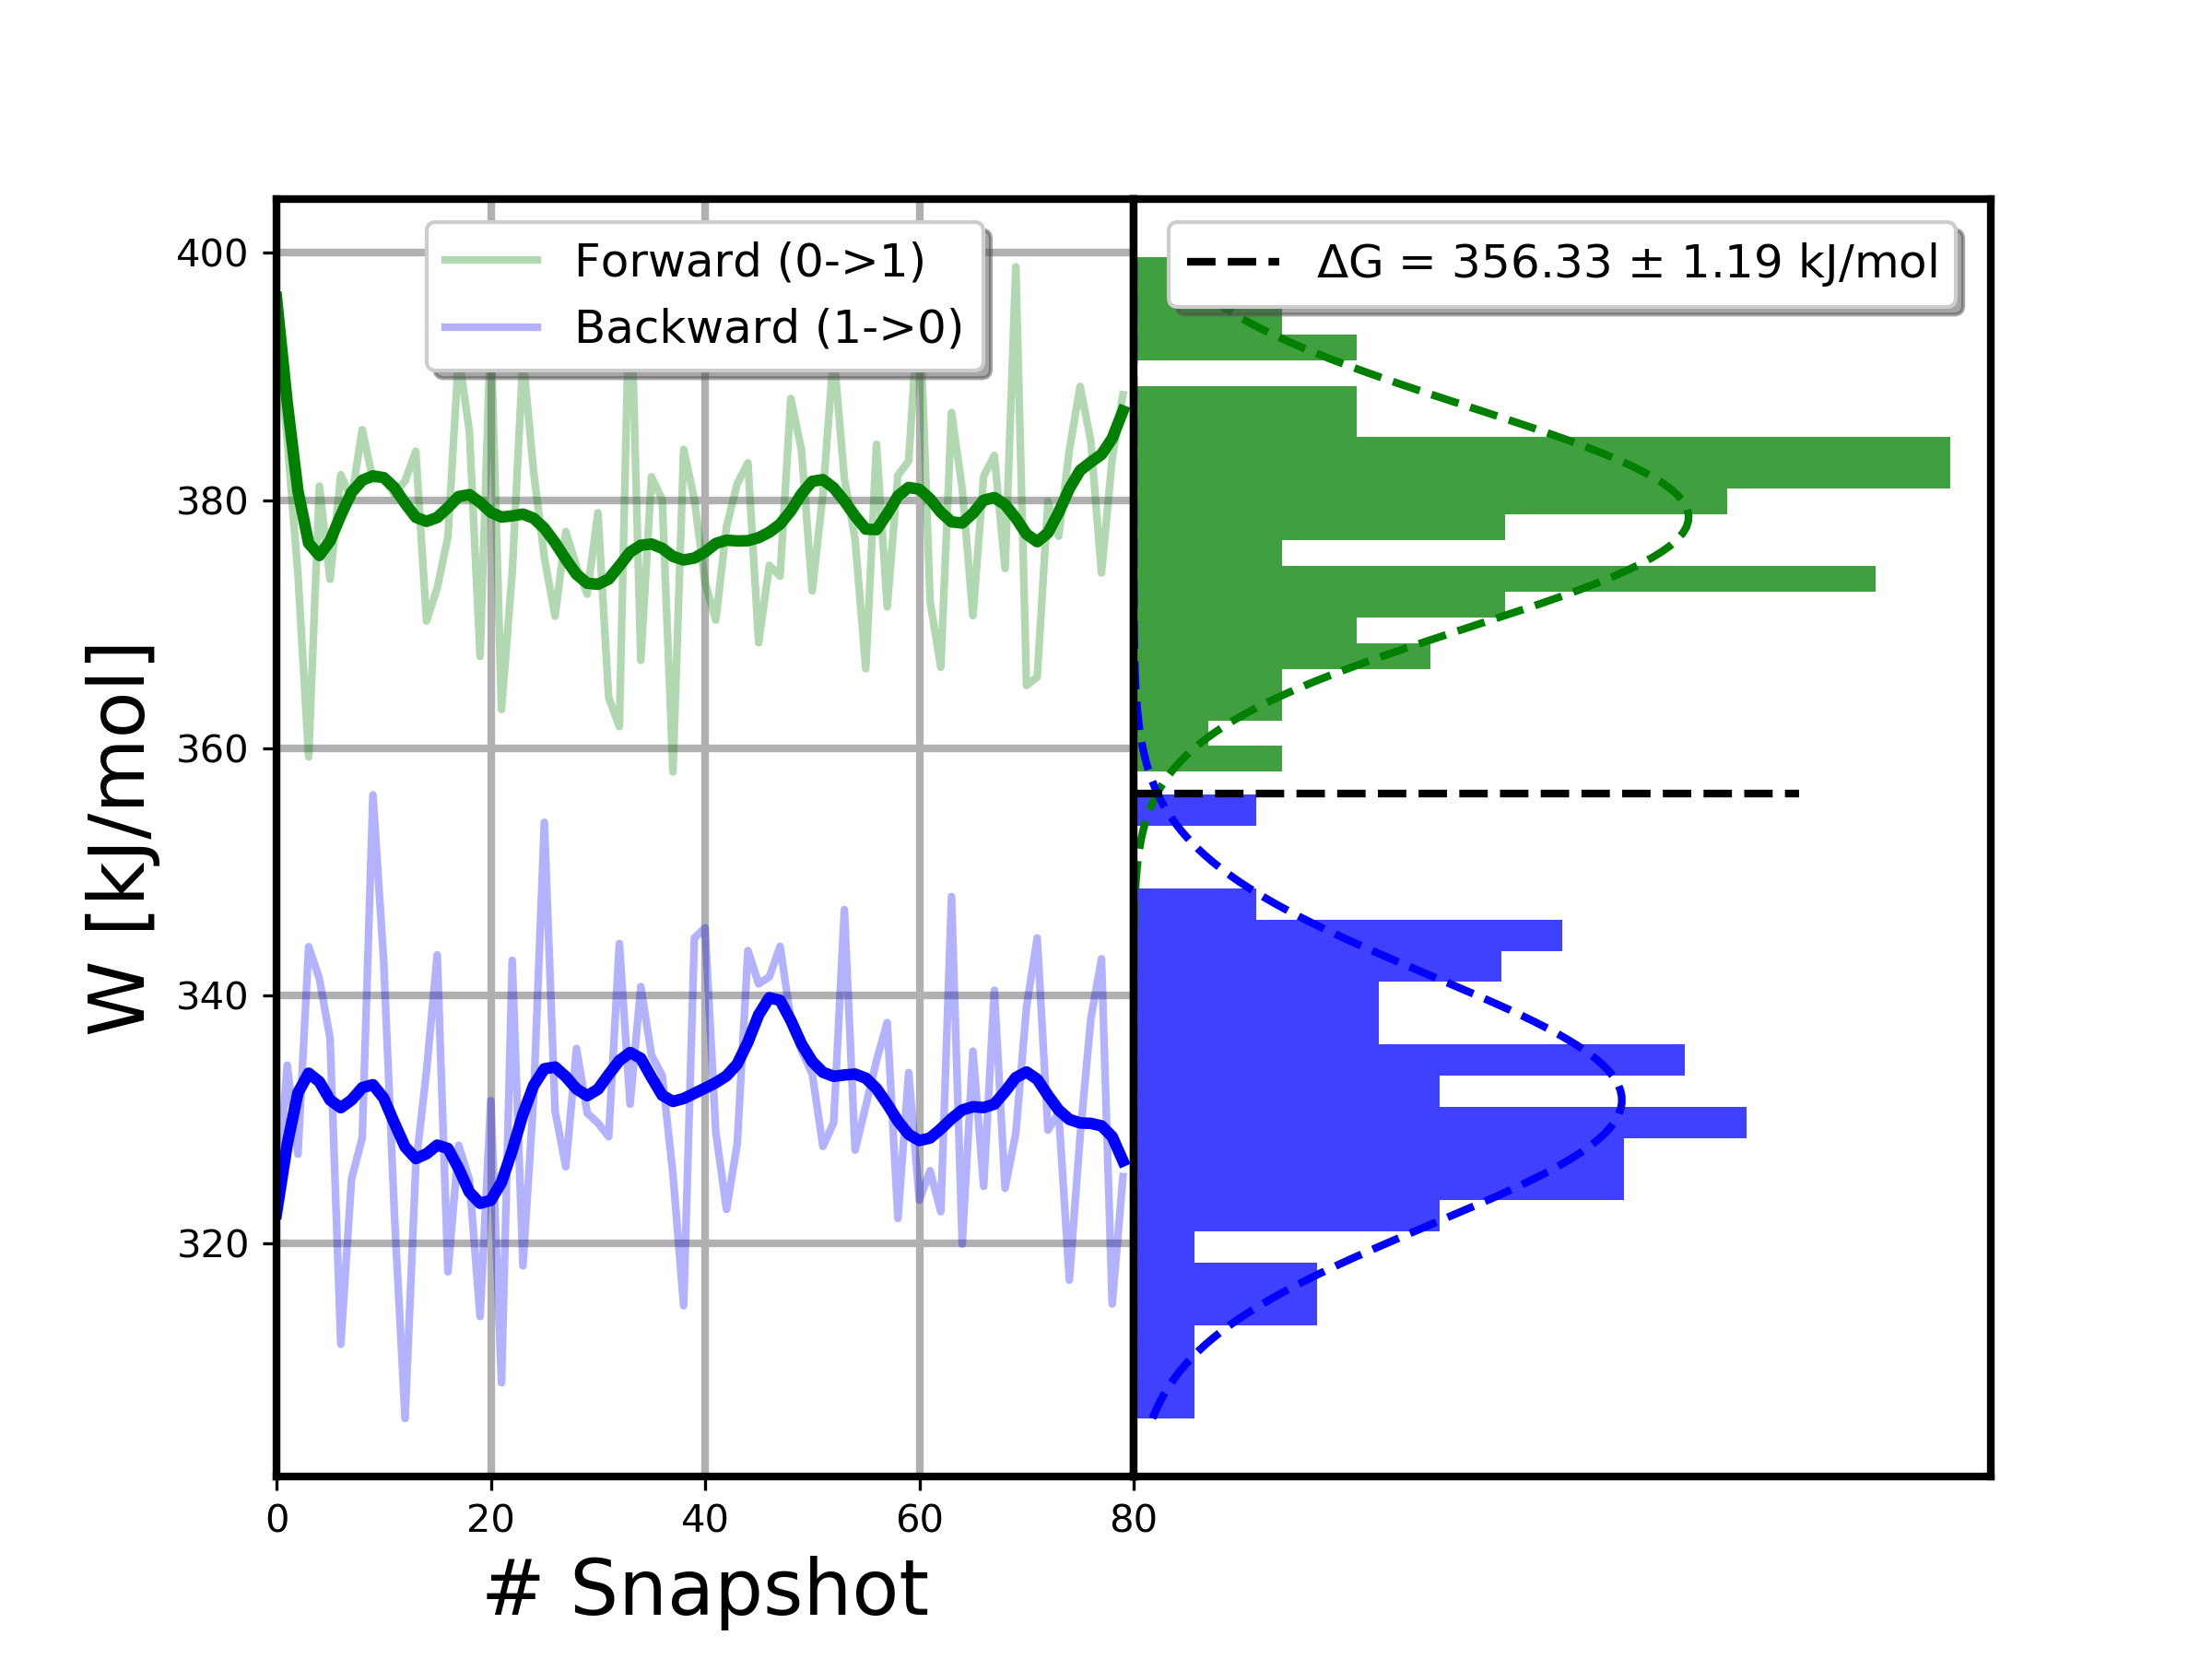 Forward (0->1)
Backward (1->0)
ΔG = 356.33 ± 1.19 kJ/mol
400
380
360
340
320
W [kJ/mol]
0
20
40
60
80
# Snapshot